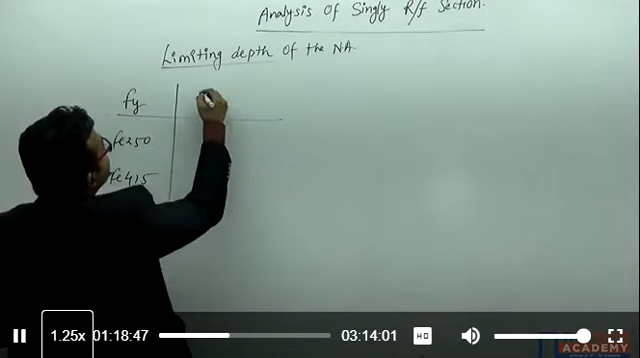 Analysis of Singly R/f Section.
Limiting depth of the NA.
fy
fe250
fe415
1.25x 01:18:47 03:14:01 HD
ACADEMY